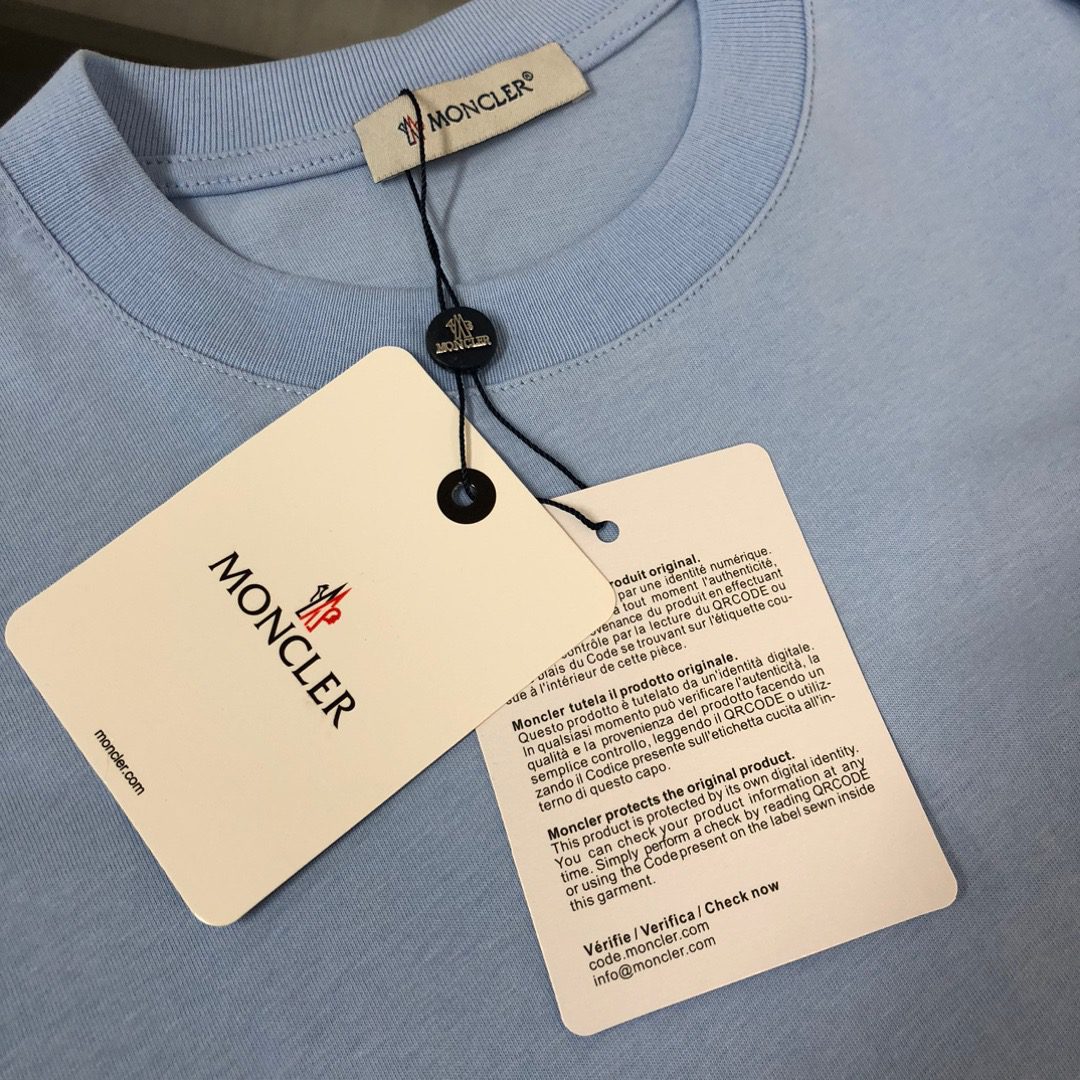 MONCLER®
MONCLER
MONCLER
moncler.com
roduit original.
par une identité numérique.
à tout moment l'authenticité,
venance du produit en effectuant
ontrôle par la lecture du QRCODE ou
biais du Code se trouvant sur l'étiquette cou-
sue à l'intérieur de cette pièce.
Moncler tutela il prodotto originale.
Questo prodotto è tutelato da un'identità digitale.
In qualsiasi momento può verificare l'autenticità, la
qualità e la provenienza del prodotto facendo un
semplice controllo, leggendo il QRCODE o utiliz-
zando il Codice presente sull'etichetta cucita all'in-
terno di questo capo.
Moncler protects the original product.
This product is protected by its own digital identity.
You can check your product information at any
time. Simply perform a check by reading QRCODE
or using the Code present on the label sewn inside
this garment.
Vérifie / Verifica / Check now
code.moncler.com
info@moncler.com